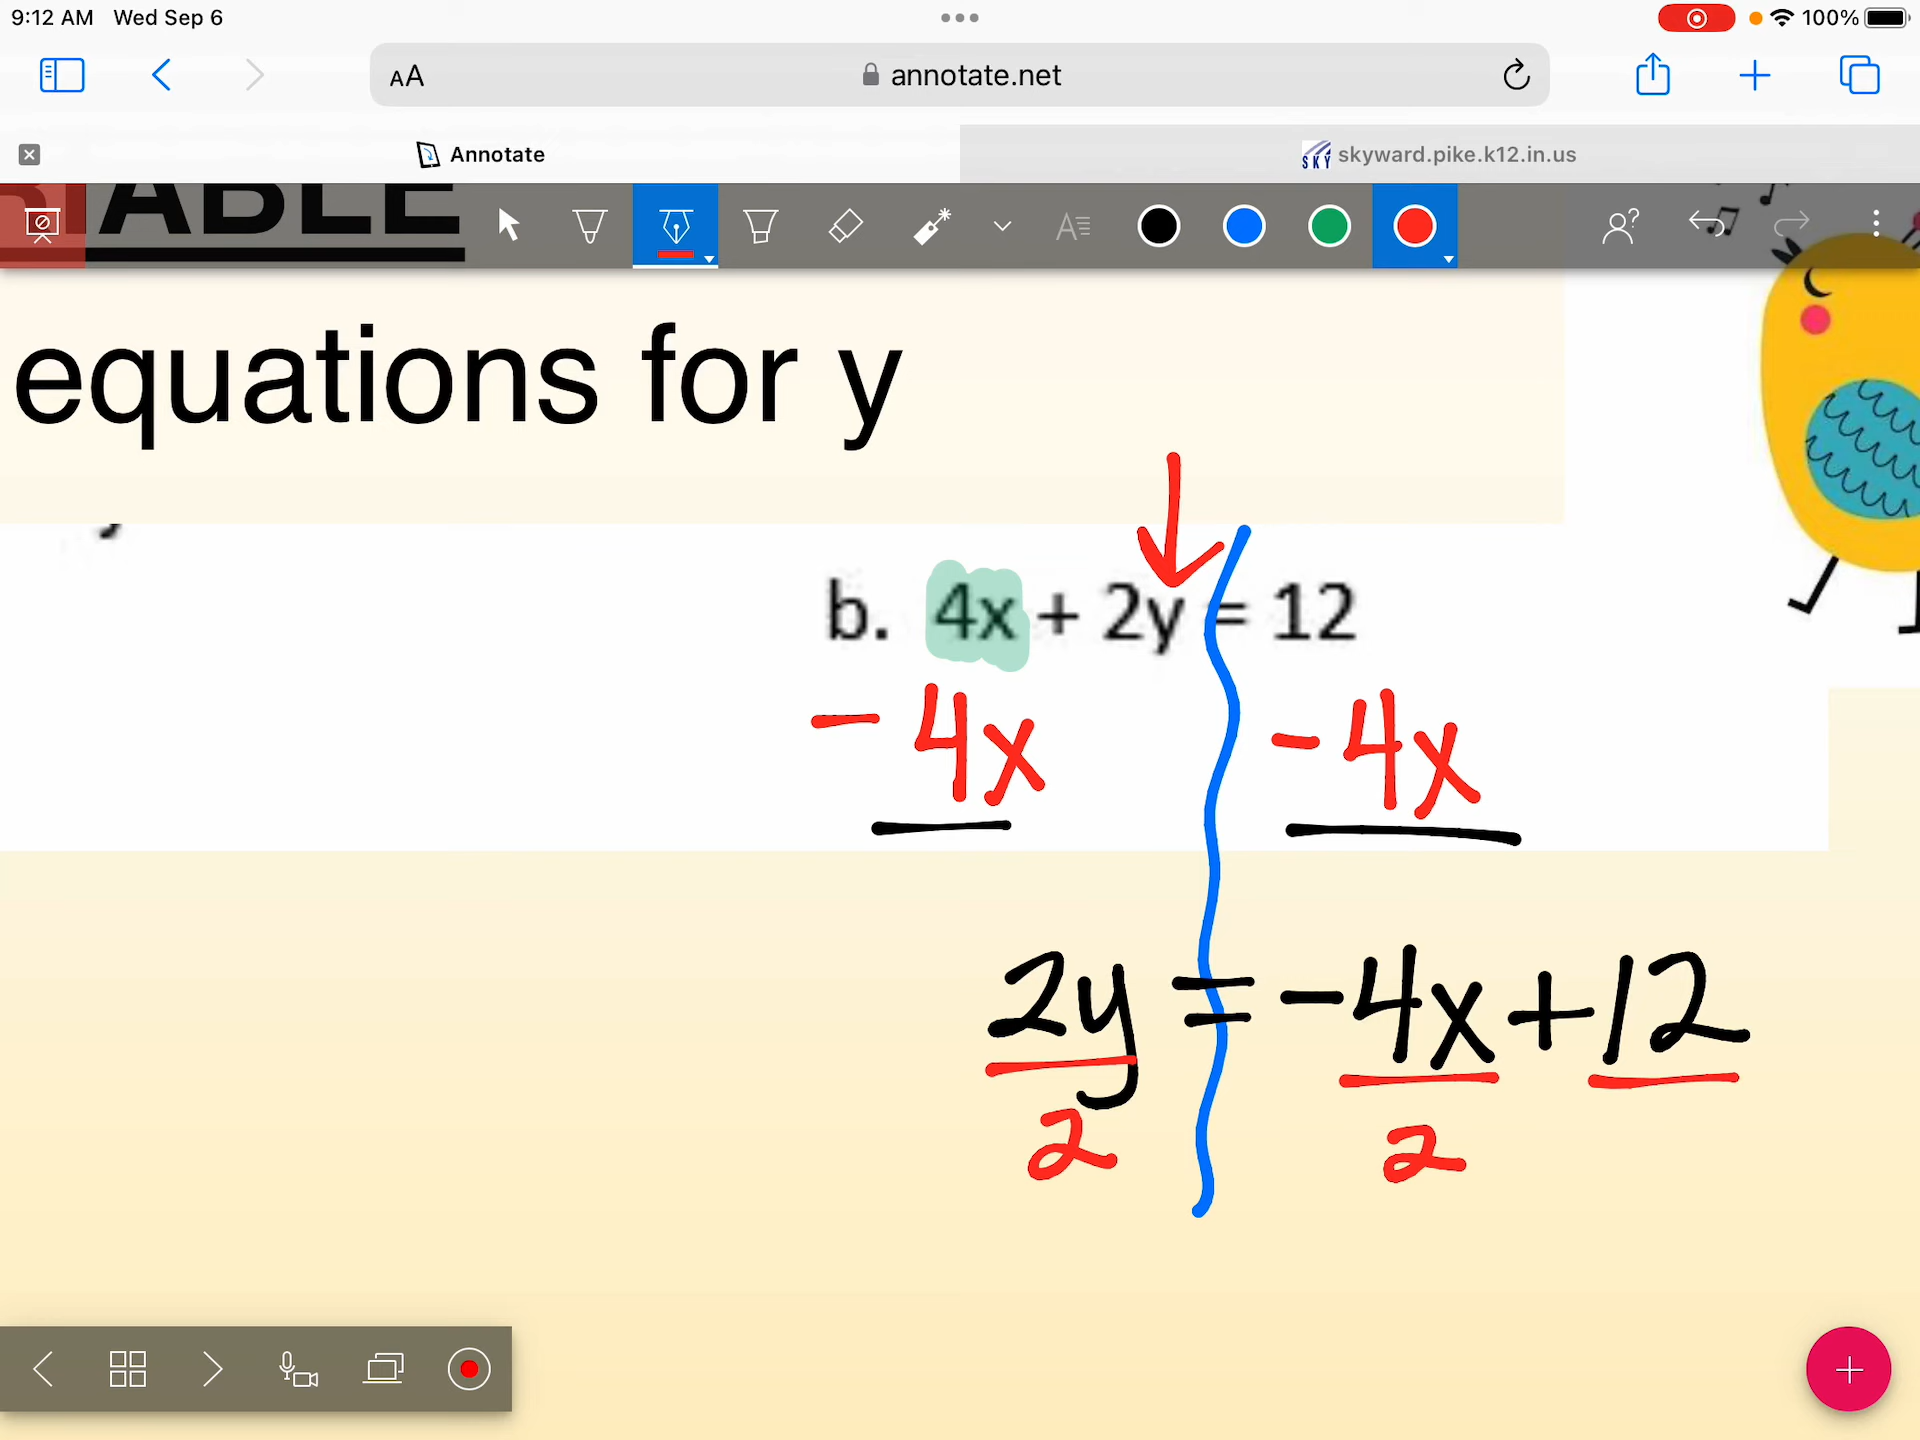 9:12 AM Wed Sep 6
100%
AA
annotate.net
Annotate
SKY skyward.pike.k12.in.us
ABLE
equations for y
b. 4x + 2y = 12
- 4x - 4x
2y = -4x + 12
2 2